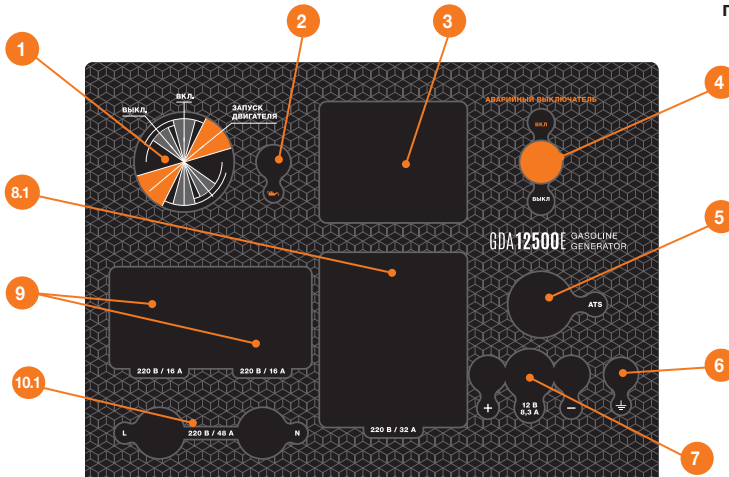 1
2
3
П
4
5
6
7
8.1
9
10.1
ВЫКЛ.
ВКЛ.
ЗАПУСК
ДВИГАТЕЛЯ
АВАРИЙНЫЙ ВЫКЛЮЧАТЕЛЬ
ВКЛ
ВЫКЛ
GDA12500E
GASOLINE
GENERATOR
ATS
220 В / 16 А
220 В / 16 А
L
220 В / 48 А
N
220 В / 32 А
+
12 В
8,3 А
–